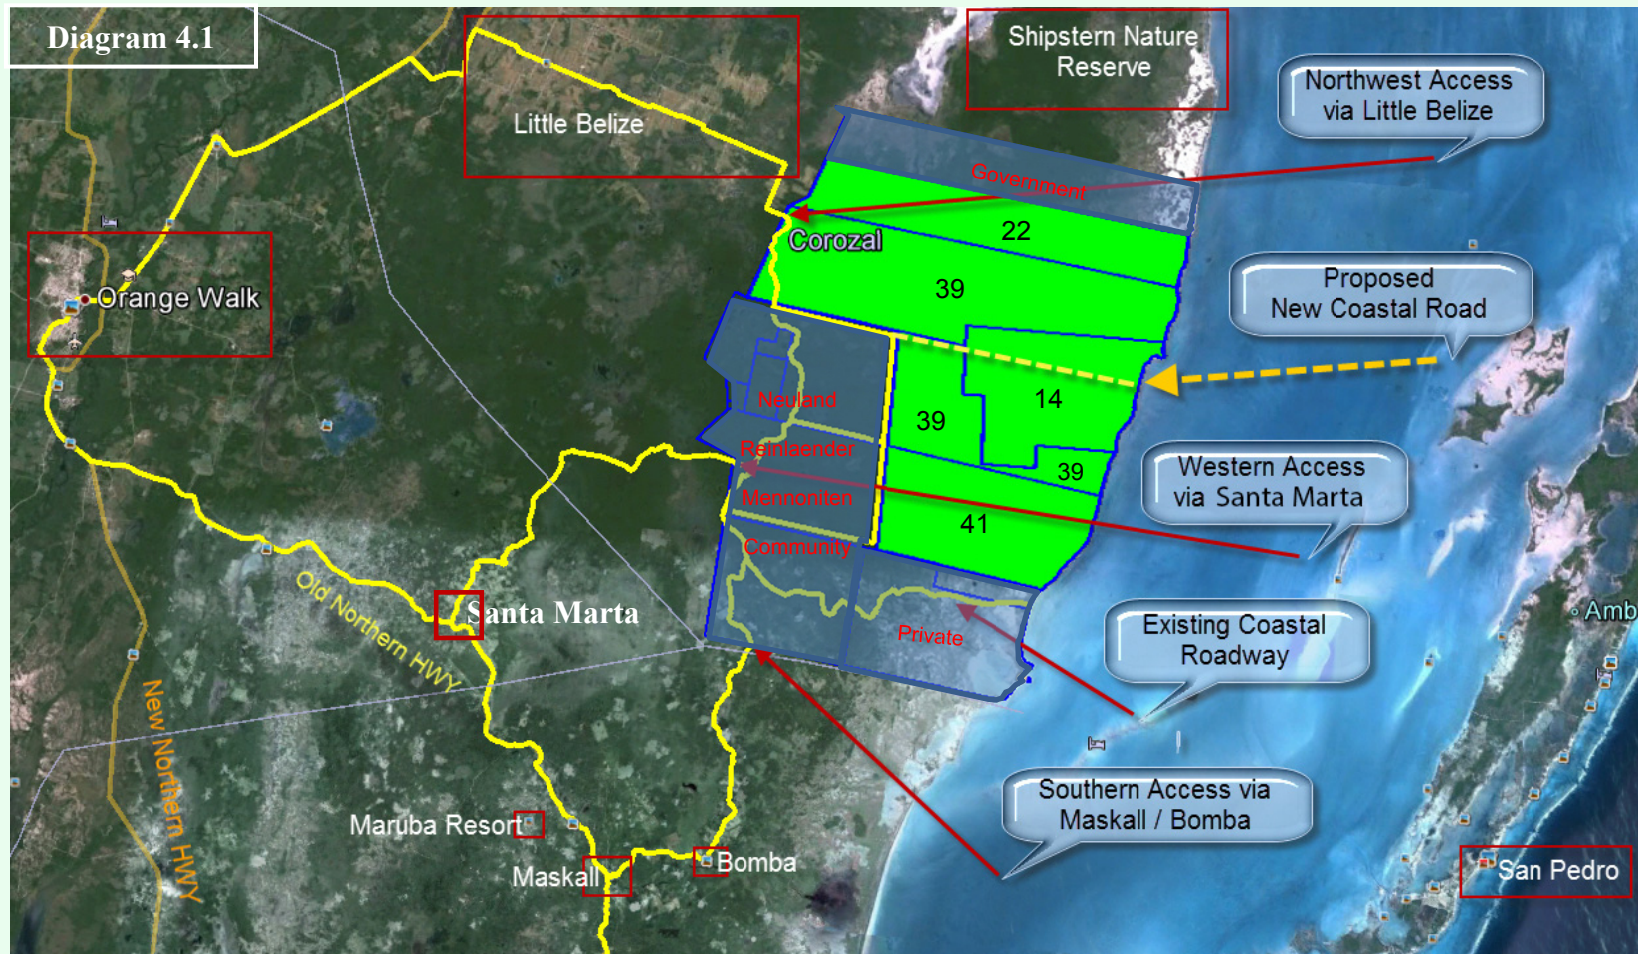 Diagram 4.1
Shipstern Nature
Reserve
Northwest Access
via Little Belize
Little Belize
Government
22
Corozal
Orange Walk
39
Proposed
New Coastal Road
Neuland
14
39
Reinlaender
39
Western Access
via Santa Marta
Mennoniten
41
Community
Old Northern HWY
Santa Marta
Private
Existing Coastal
Roadway
Amb
New Northern HWY
Southern Access via
Maskall / Bomba
Maruba Resort
Maskall
Bomba
San Pedro